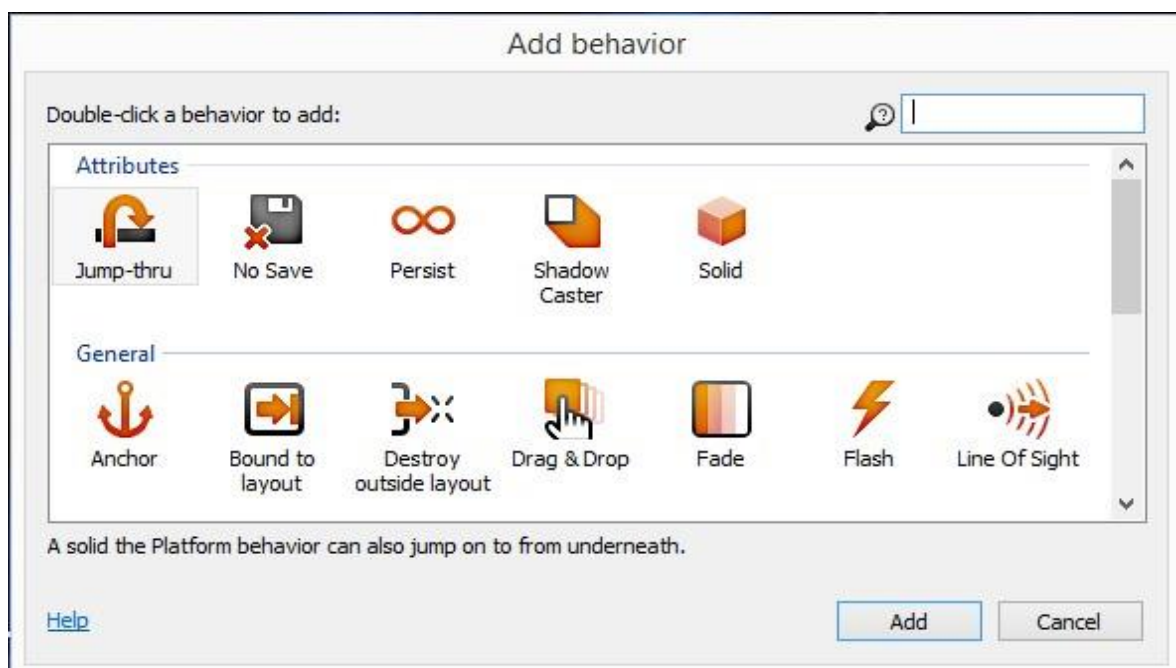 Add behavior
Double-click a behavior to add:
Attributes
Jump-thru
No Save
Persist
Shadow
Caster
Solid
General
Anchor
Bound to
layout
Destroy
outside layout
Drag & Drop
Fade
Flash
Line Of Sight
A solid the Platform behavior can also jump on to from underneath.
Help
Add
Cancel